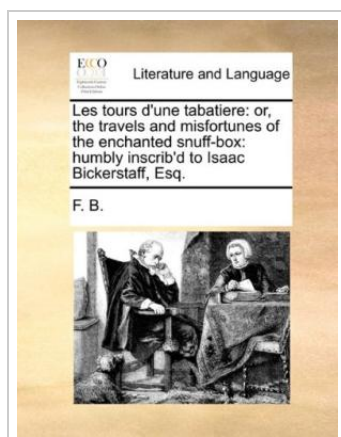 ECCO
Literature and Language
Les tours d'une tabatiere: or,
the travels and misfortunes of
the enchanted snuff-box:
humbly inscrib'd to Isaac
Bickerstaff, Esq.
F. B.